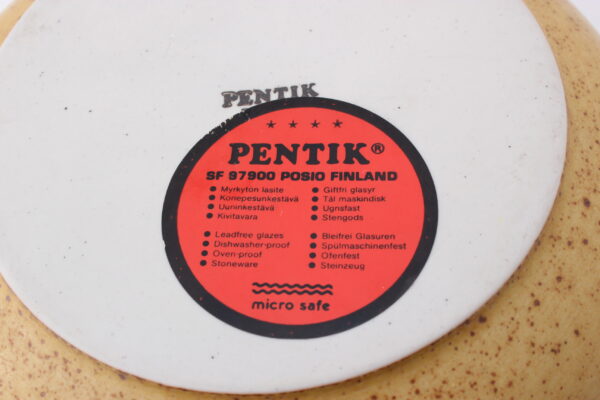 PENTIK
★ ★ ★ ★
PENTIK®
SF 97900 POSIO FINLAND
● Myrkytön lasite
● Konepesunkestävä
● Uuninkestävä
● Kivitavara
● Giftfri glasyr
● Tål maskindisk
● Ugnsfast
● Stengods
● Leadfree glazes
● Dishwasher-proof
● Oven-proof
● Stoneware
● Bleifrei Glasuren
● Spülmaschinenfest
● Ofenfest
● Steinzeug
micro safe